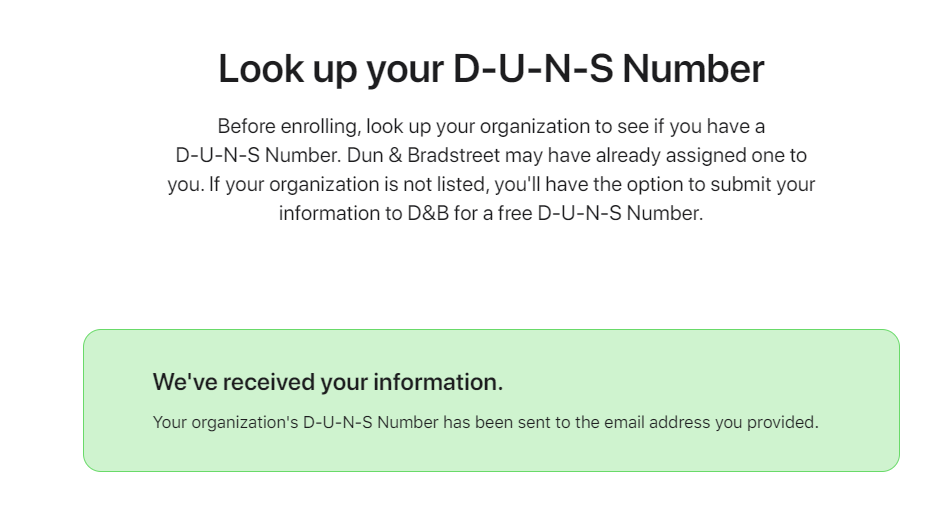 Look up your D-U-N-S Number
Before enrolling, look up your organization to see if you have a
D-U-N-S Number. Dun & Bradstreet may have already assigned one to
you. If your organization is not listed, you'll have the option to submit your
information to D&B for a free D-U-N-S Number.
We've received your information.
Your organization's D-U-N-S Number has been sent to the email address you provided.